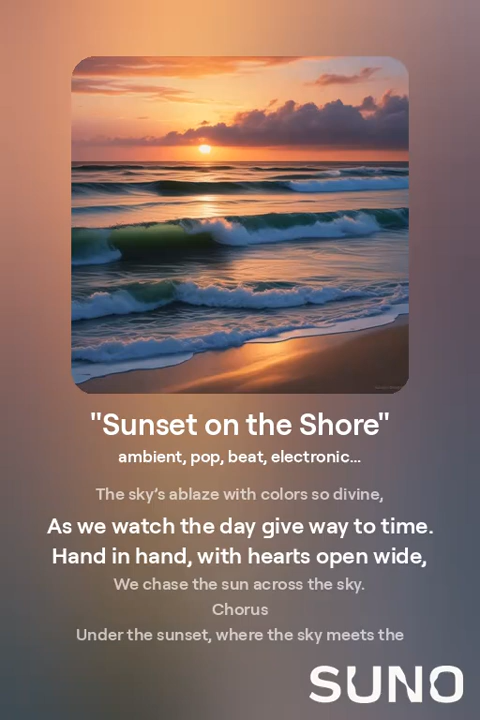 "Sunset on the Shore"
ambient, pop, beat, electronic...
The sky's ablaze with colors so divine,
As we watch the day give way to time.
Hand in hand, with hearts open wide,
We chase the sun across the sky.
Chorus
Under the sunset, where the sky meets the
SUNO